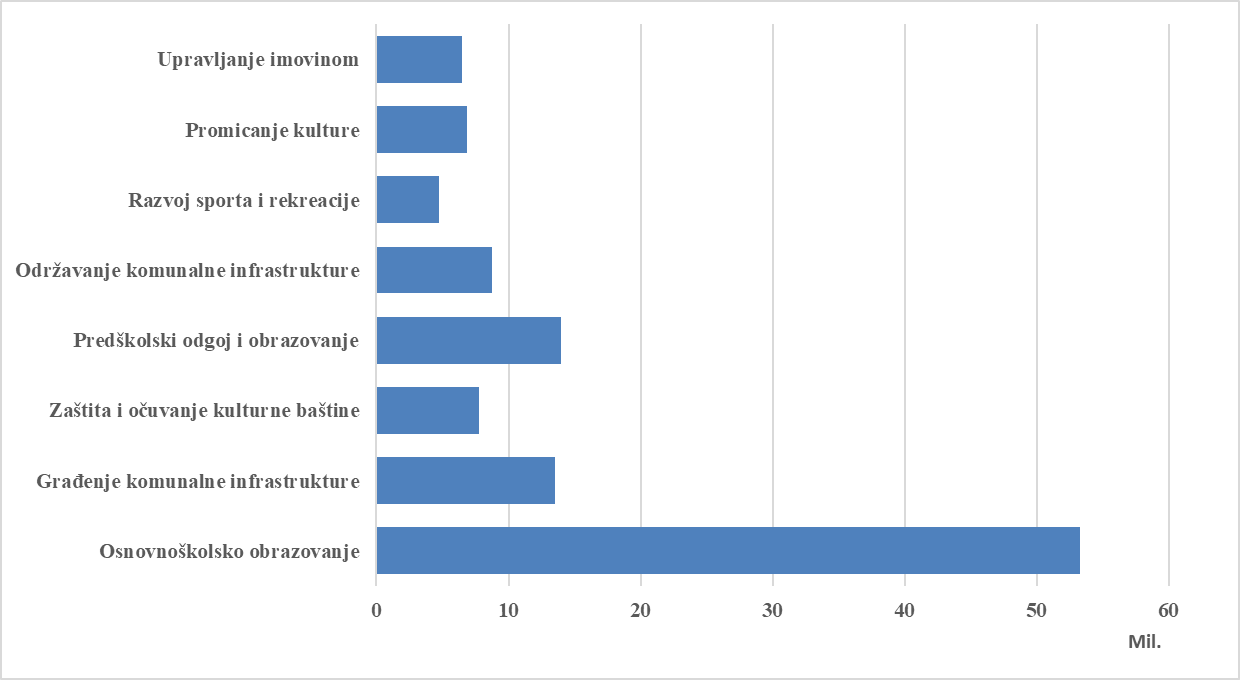 Upravljanje imovinom
Promicanje kulture
Razvoj sporta i rekreacije
Održavanje komunalne infrastrukture
Predškolski odgoj i obrazovanje
Zaštita i očuvanje kulturne baštine
Građenje komunalne infrastrukture
Osnovnoškolsko obrazovanje
0 10 20 30 40 50 60
Mil.